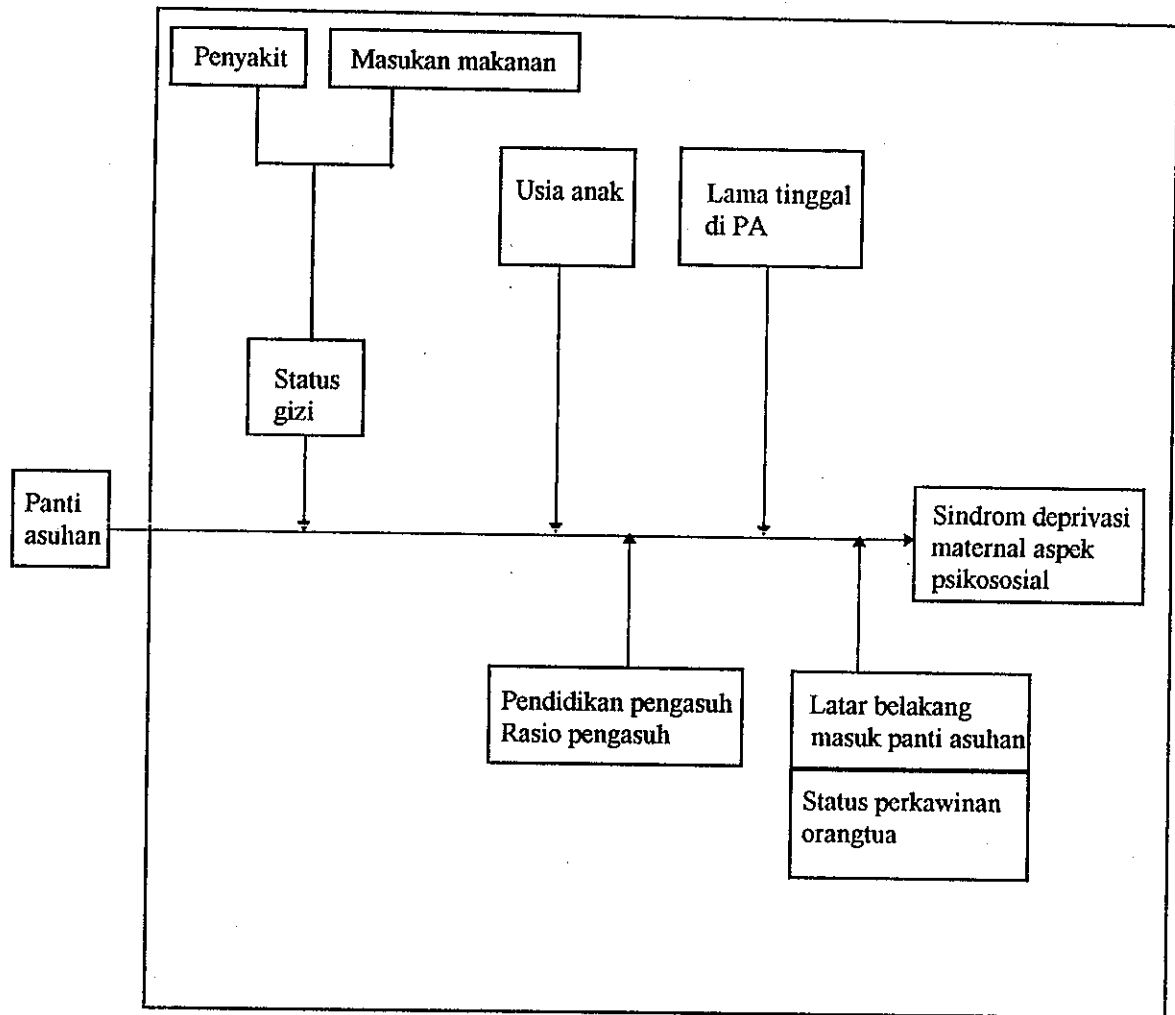 Penyakit
Masukan makanan
Usia anak
Lama tinggal
di PA
Status
gizi
Panti
asuhan
Sindrom deprivasi
maternal aspek
psikososial
Pendidikan pengasuh
Rasio pengasuh
Latar belakang
masuk panti asuhan
Status perkawinan
orangtua